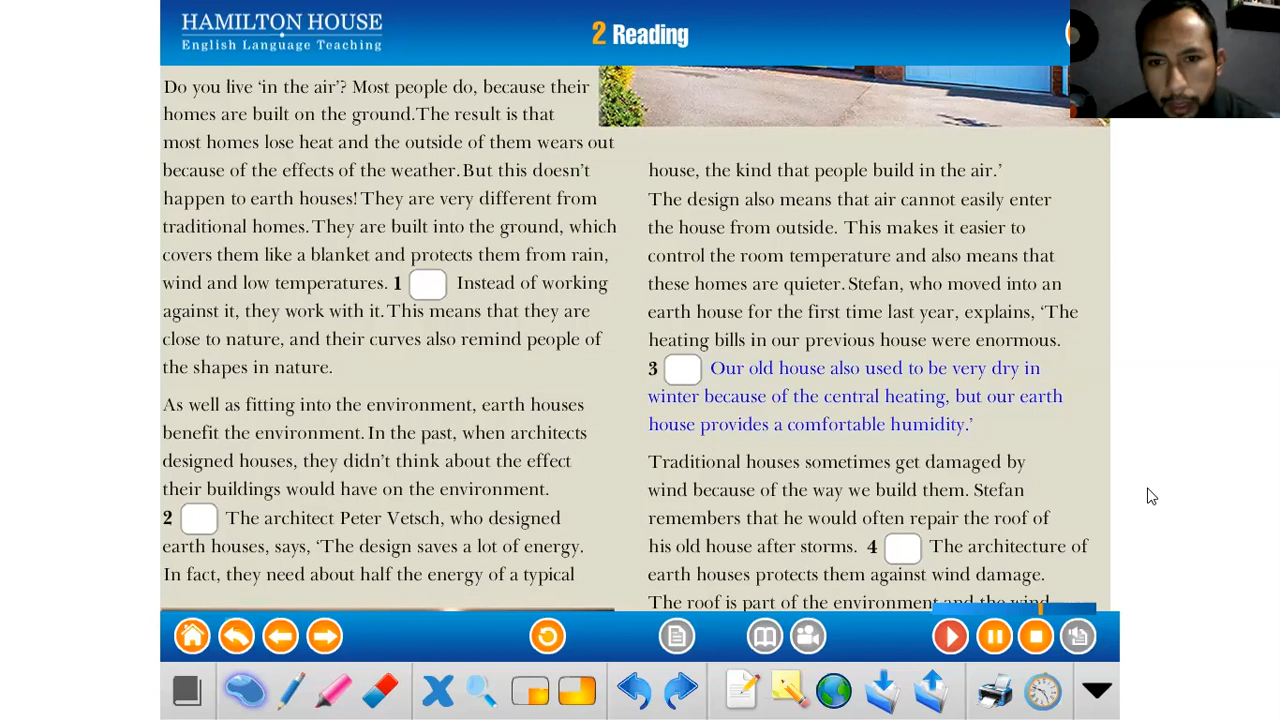 HAMILTON HOUSE
English Language Teaching
2 Reading
Do you live ‘in the air’? Most people do, because their
homes are built on the ground. The result is that
most homes lose heat and the outside of them wears out
because of the effects of the weather. But this doesn’t
happen to earth houses! They are very different from
traditional homes. They are built into the ground, which
covers them like a blanket and protects them from rain,
wind and low temperatures. 1 Instead of working
against it, they work with it. This means that they are
close to nature, and their curves also remind people of
the shapes in nature.
As well as fitting into the environment, earth houses
benefit the environment. In the past, when architects
designed houses, they didn’t think about the effect
their buildings would have on the environment.
2 The architect Peter Vetsch, who designed
earth houses, says, ‘The design saves a lot of energy.
In fact, they need about half the energy of a typical
house, the kind that people build in the air.’
The design also means that air cannot easily enter
the house from outside. This makes it easier to
control the room temperature and also means that
these homes are quieter. Stefan, who moved into an
earth house for the first time last year, explains, ‘The
heating bills in our previous house were enormous.
3 Our old house also used to be very dry in
winter because of the central heating, but our earth
house provides a comfortable humidity.’
Traditional houses sometimes get damaged by
wind because of the way we build them. Stefan
remembers that he would often repair the roof of
his old house after storms. 4 The architecture of
earth houses protects them against wind damage.
The roof is part of the environment and the wind